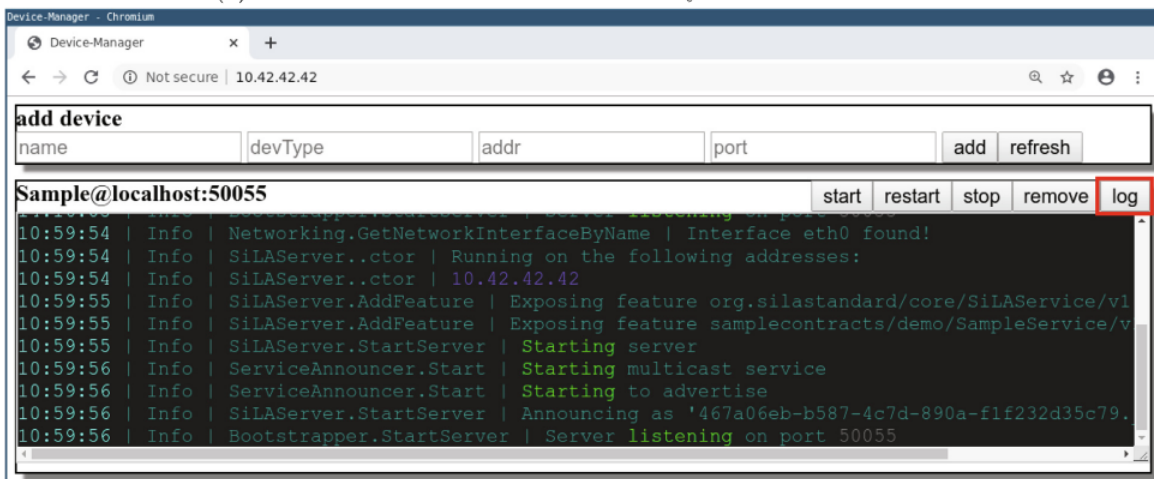 Device-Manager - Chromium
Device-Manager × +
Not secure | 10.42.42.42
add device
name devType addr port add refresh
Sample@localhost:50055 start restart stop remove log
10:59:54 | Info | Networking.GetNetworkInterfaceByName | Interface eth0 found!
10:59:54 | Info | SiLAServer..ctor | Running on the following addresses:
10:59:54 | Info | SiLAServer..ctor | 10.42.42.42
10:59:55 | Info | SiLAServer.AddFeature | Exposing feature org.silastandard/core/SiLAService/v1
10:59:55 | Info | SiLAServer.AddFeature | Exposing feature samplecontracts/demo/SampleService/v
10:59:55 | Info | SiLAServer.StartServer | Starting server
10:59:56 | Info | ServiceAnnouncer.Start | Starting multicast service
10:59:56 | Info | ServiceAnnouncer.Start | Starting to advertise
10:59:56 | Info | SiLAServer.StartServer | Announcing as '467a06eb-b587-4c7d-890a-f1f232d35c79.
10:59:56 | Info | Bootstrapper.StartServer | Server listening on port 50055